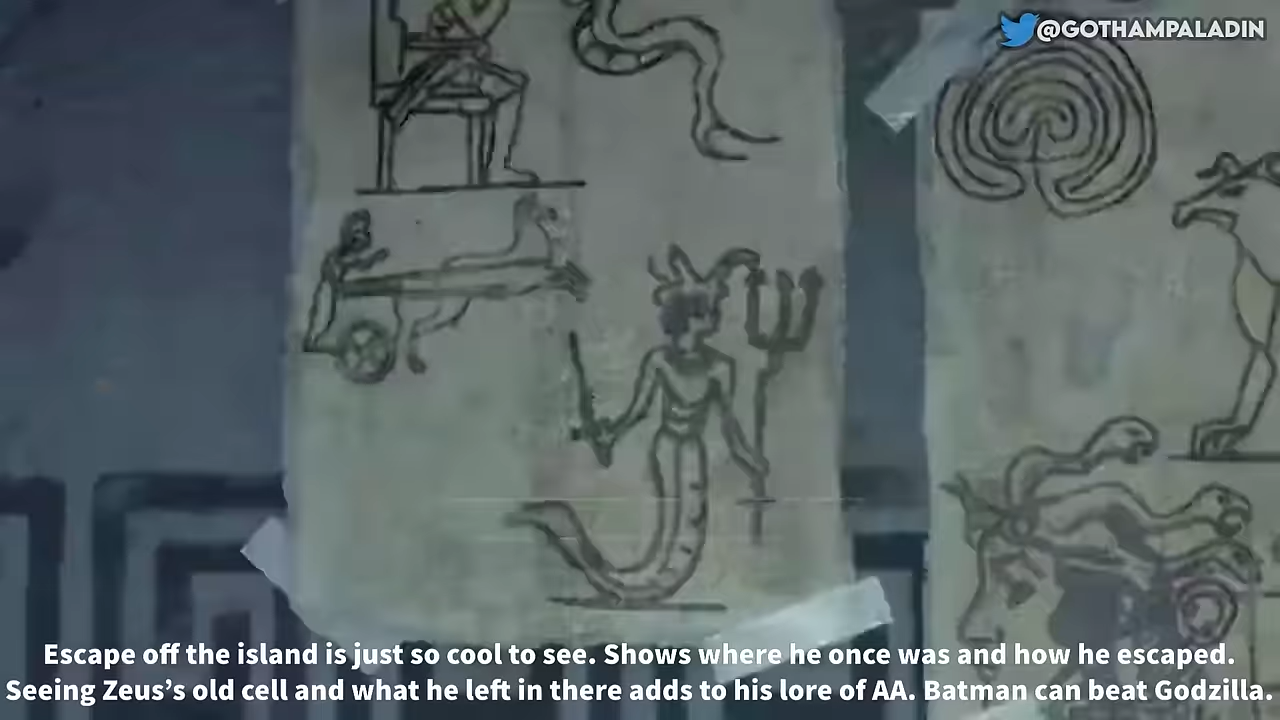 @GOTHAMPALADIN
Escape off the island is just so cool to see. Shows where he once was and how he escaped.
Seeing Zeus’s old cell and what he left in there adds to his lore of AA. Batman can beat Godzilla.